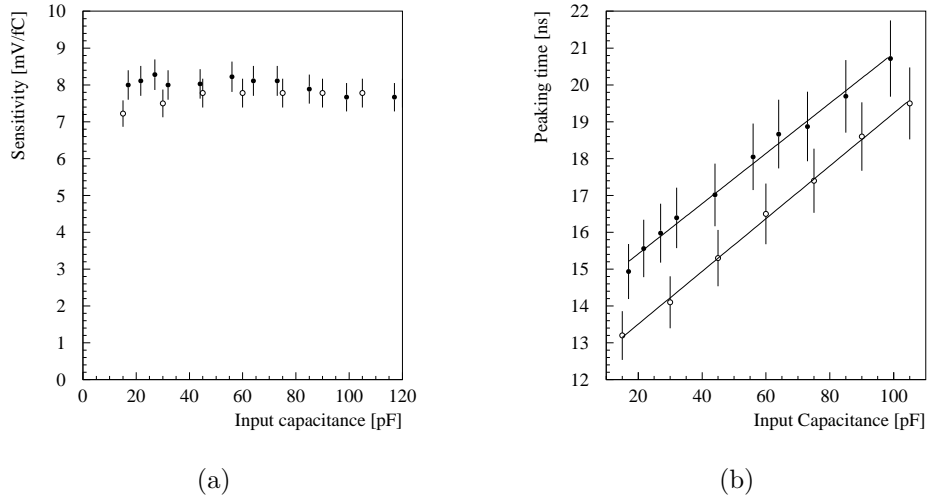 Sensitivity [mV/fC]
10
9
8
7
6
5
4
3
2
1
0
0 20 40 60 80 100 120
Input capacitance [pF]
(a)
Peaking time [ns]
22
21
20
19
18
17
16
15
14
13
12
20 40 60 80 100
Input Capacitance [pF]
(b)